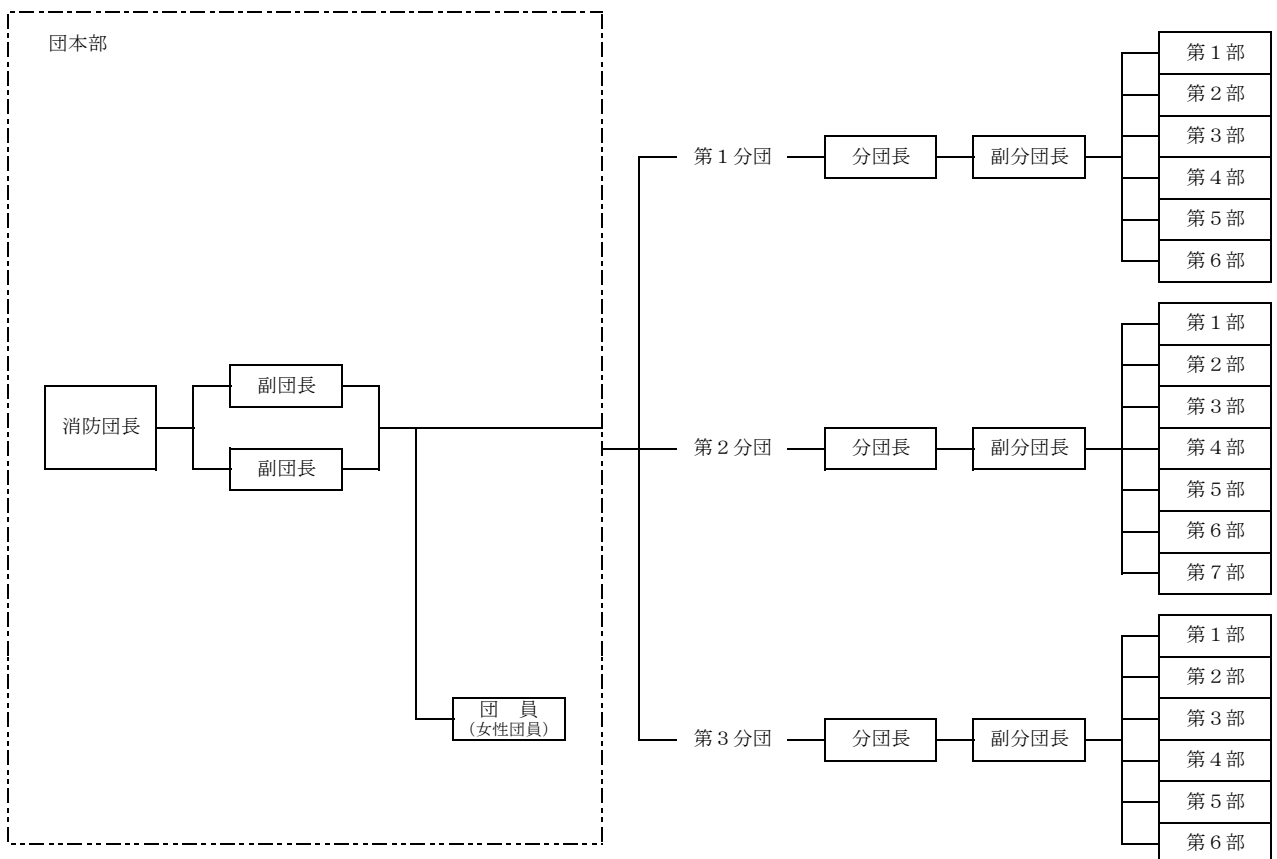 団本部
消防団長
副団長
副団長
団　員
（女性団員）
第１分団
分団長
副分団長
第１部
第２部
第３部
第４部
第５部
第６部
第２分団
分団長
副分団長
第１部
第２部
第３部
第４部
第５部
第６部
第７部
第３分団
分団長
副分団長
第１部
第２部
第３部
第４部
第５部
第６部